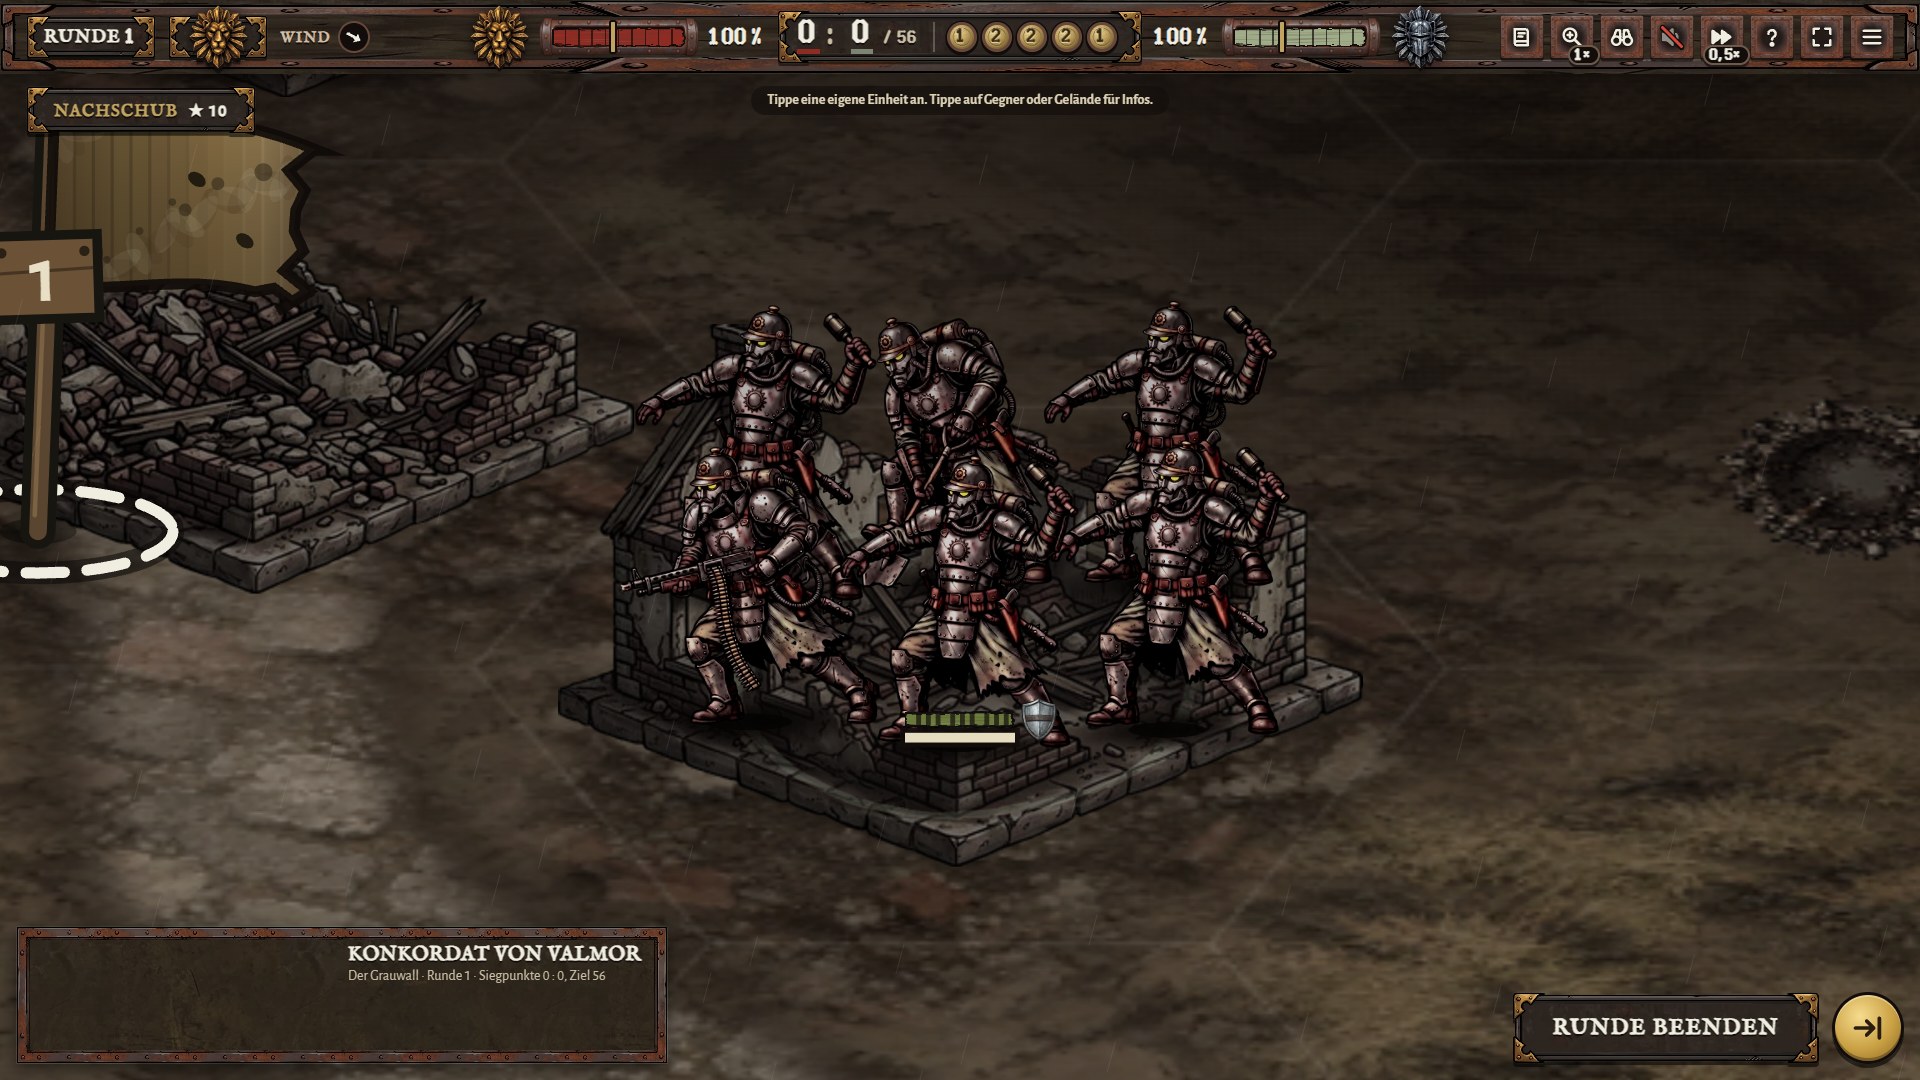 RUNDE 1
WIND
100 %
0 : 0 / 56
1 2 2 2 1
100 %
1×
0,5×
?
NACHSCHUB ★ 10
Tippe eine eigene Einheit an. Tippe auf Gegner oder Gelände für Infos.
1
KONKORDAT VON VALMOR
Der Grauwall · Runde 1 · Siegpunkte 0 : 0, Ziel 56
RUNDE BEENDEN